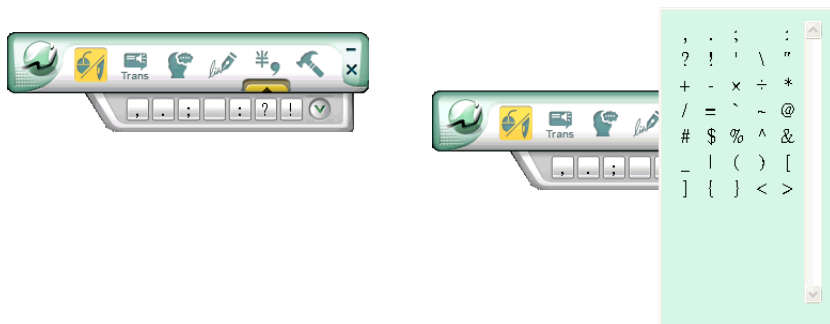 Trans
, . ; : ? !
Trans
, . ;
, . ; :
? ! ' \ "
+ - × ÷ *
/ = ` ~ @
# $ % ^ &
_ | ( ) [
] { } < >